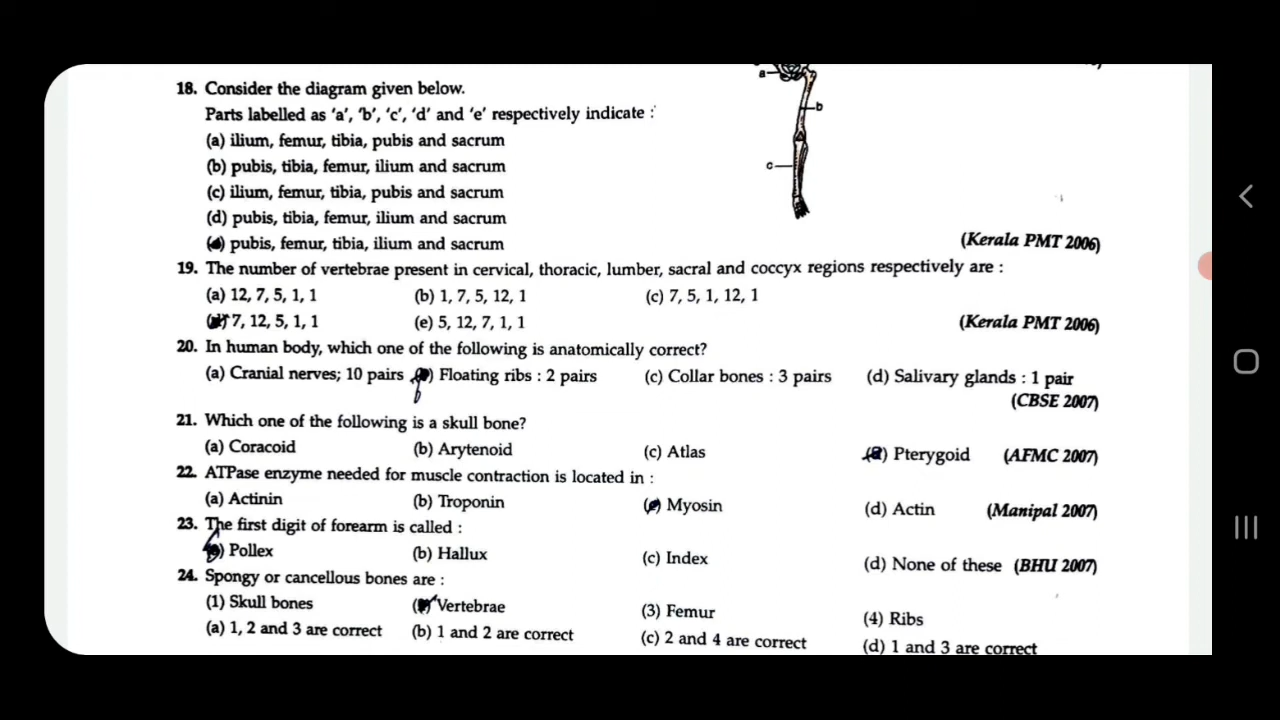 18. Consider the diagram given below.
Parts labelled as 'a', 'b', 'c', 'd' and 'e' respectively indicate :
(a) ilium, femur, tibia, pubis and sacrum
(b) pubis, tibia, femur, ilium and sacrum
(c) ilium, femur, tibia, pubis and sacrum
(d) pubis, tibia, femur, ilium and sacrum
pubis, femur, tibia, ilium and sacrum
a
b
c
(Kerala PMT 2006)
19. The number of vertebrae present in cervical, thoracic, lumber, sacral and coccyx regions respectively are :
(a) 12, 7, 5, 1, 1 (b) 1, 7, 5, 12, 1 (c) 7, 5, 1, 12, 1
7, 12, 5, 1, 1 (e) 5, 12, 7, 1, 1 (Kerala PMT 2006)
20. In human body, which one of the following is anatomically correct?
(a) Cranial nerves; 10 pairs Floating ribs : 2 pairs (c) Collar bones : 3 pairs (d) Salivary glands : 1 pair
(CBSE 2007)
21. Which one of the following is a skull bone?
(a) Coracoid (b) Arytenoid (c) Atlas Pterygoid (AFMC 2007)
22. ATPase enzyme needed for muscle contraction is located in :
(a) Actinin (b) Troponin Myosin (d) Actin (Manipal 2007)
23. The first digit of forearm is called :
Pollex (b) Hallux (c) Index (d) None of these (BHU 2007)
24. Spongy or cancellous bones are :
(1) Skull bones Vertebrae (3) Femur (4) Ribs
(a) 1, 2 and 3 are correct (b) 1 and 2 are correct (c) 2 and 4 are correct (d) 1 and 3 are correct